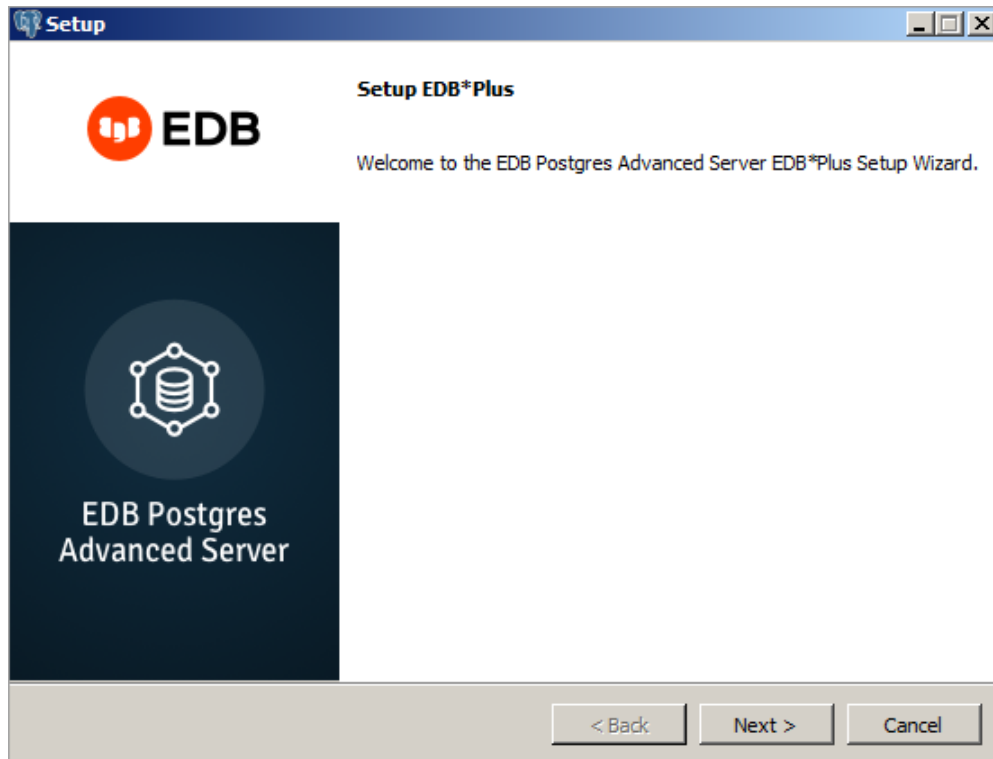 Setup
EDB
Setup EDB*Plus
Welcome to the EDB Postgres Advanced Server EDB*Plus Setup Wizard.
EDB Postgres
Advanced Server
< Back
Next >
Cancel